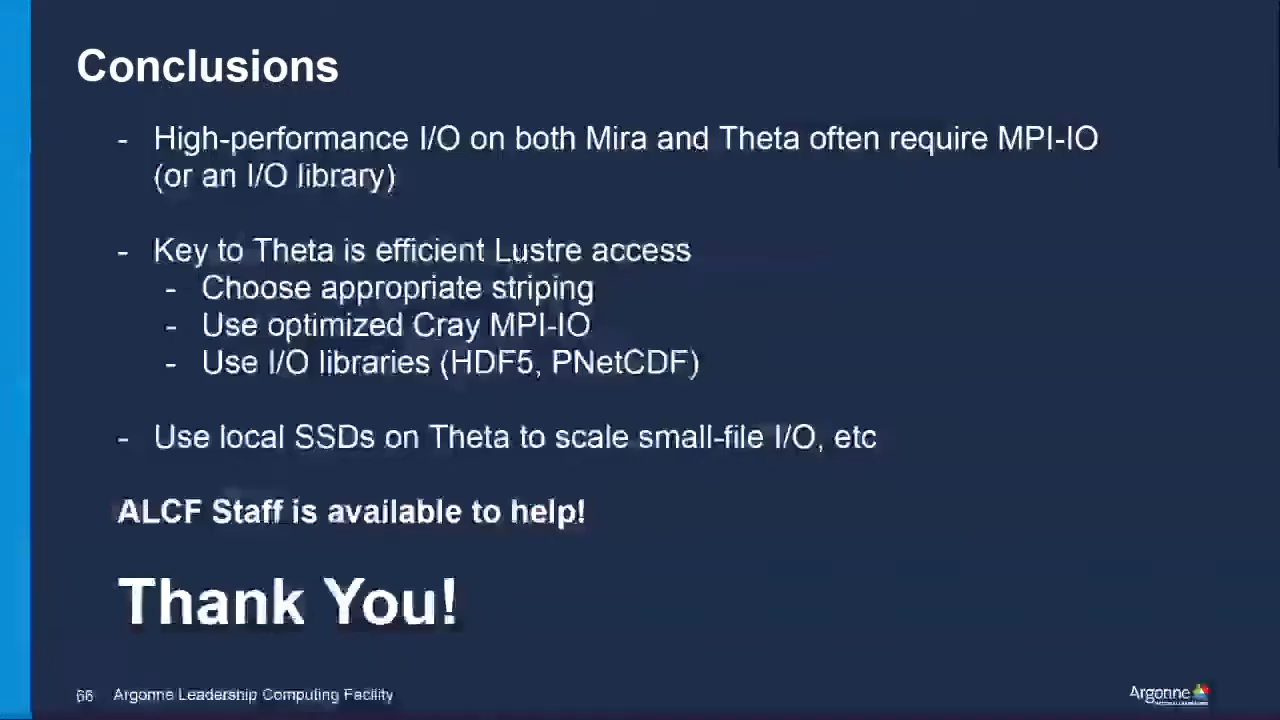 Conclusions
- High-performance I/O on both Mira and Theta often require MPI-IO
(or an I/O library)
- Key to Theta is efficient Lustre access
- Choose appropriate striping
- Use optimized Cray MPI-IO
- Use I/O libraries (HDF5, PNetCDF)
- Use local SSDs on Theta to scale small-file I/O, etc
ALCF Staff is available to help!
Thank You!
66 Argonne Leadership Computing Facility
Argonne